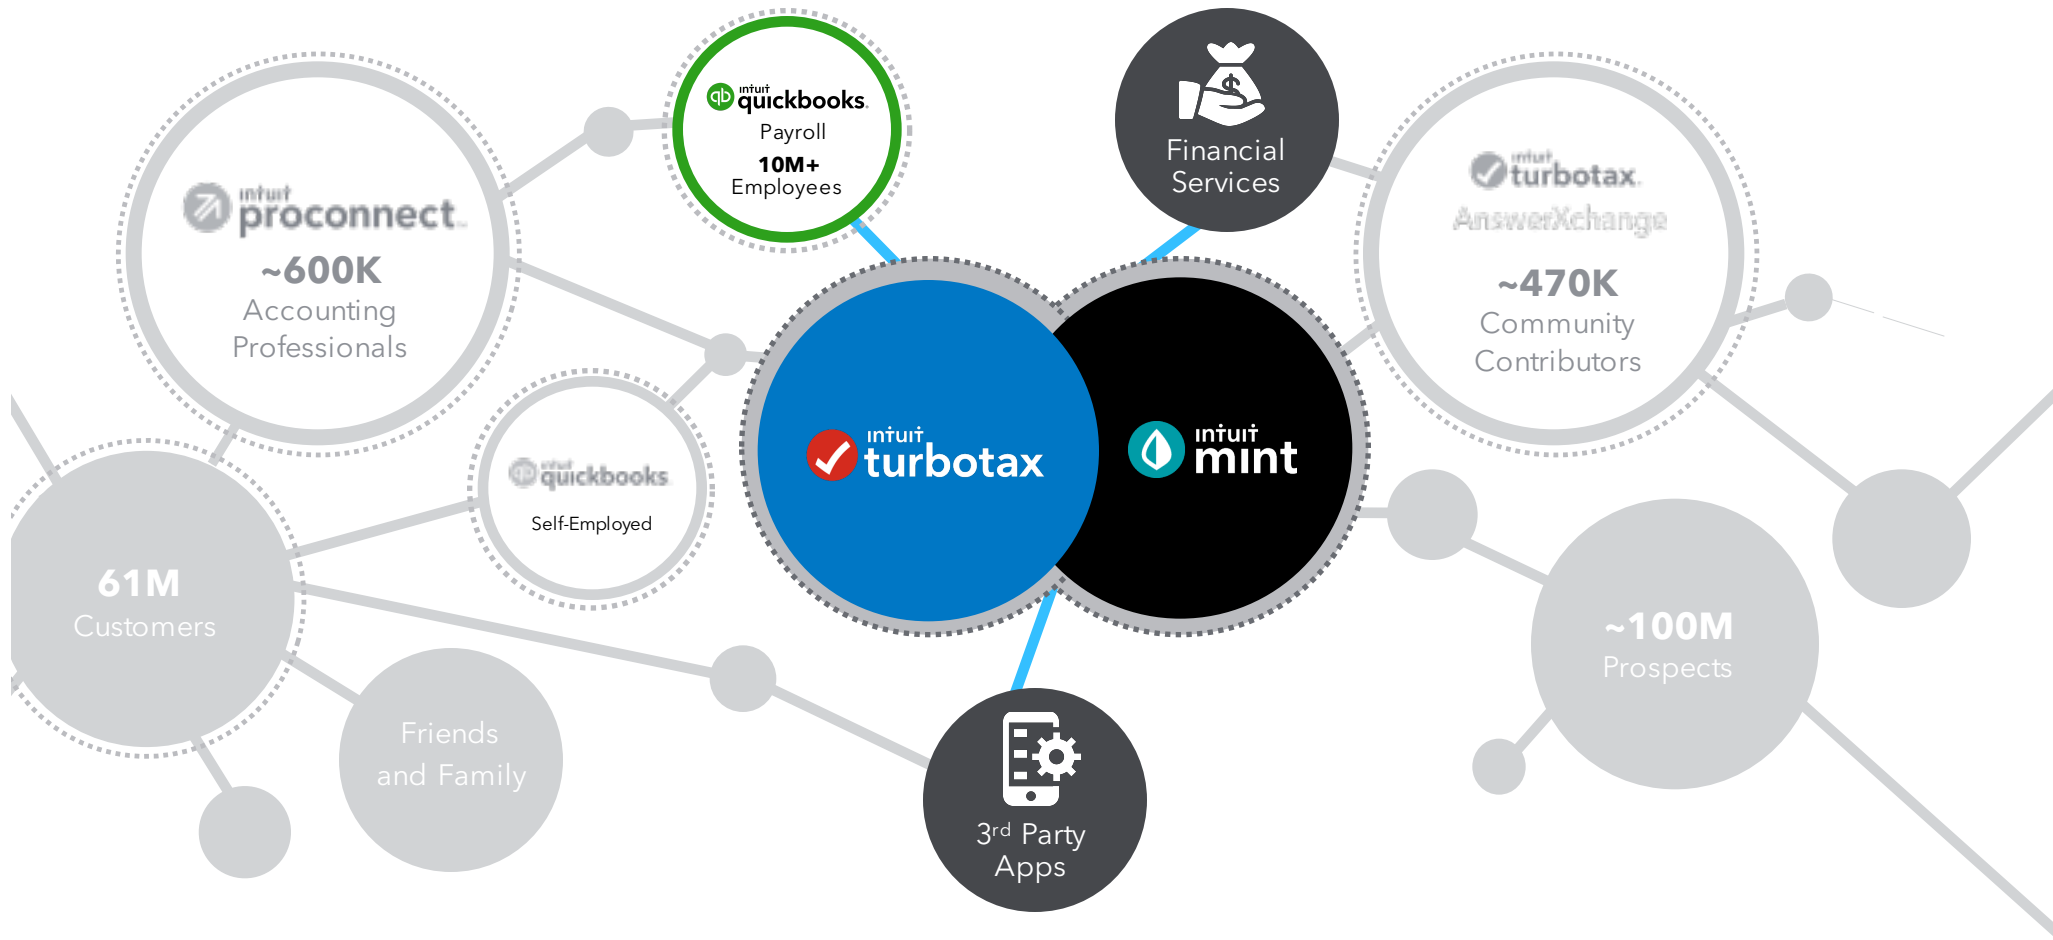 intuit
quickbooks.
Payroll
10M+
Employees
Financial
Services
intuit
proconnect™
~600K
Accounting
Professionals
intuit
turbotax.
AnswerXchange
~470K
Community
Contributors
intuit
quickbooks.
Self-Employed
intuit
turbotax
intuit
mint
61M
Customers
~100M
Prospects
Friends
and Family
3rd Party
Apps